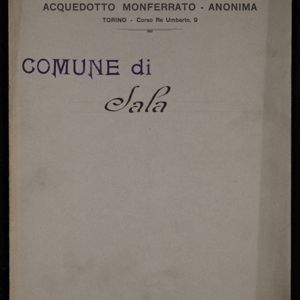 ACQUEDOTTO MONFERRATO - ANONIMA
TORINO - Corso Re Umberto, 9
COMUNE di
Sala